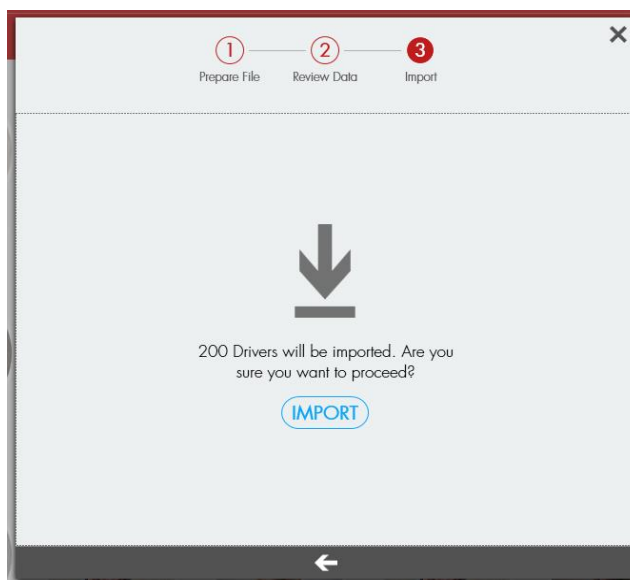 1 2 3
Prepare File Review Data Import
200 Drivers will be imported. Are you
sure you want to proceed?
IMPORT